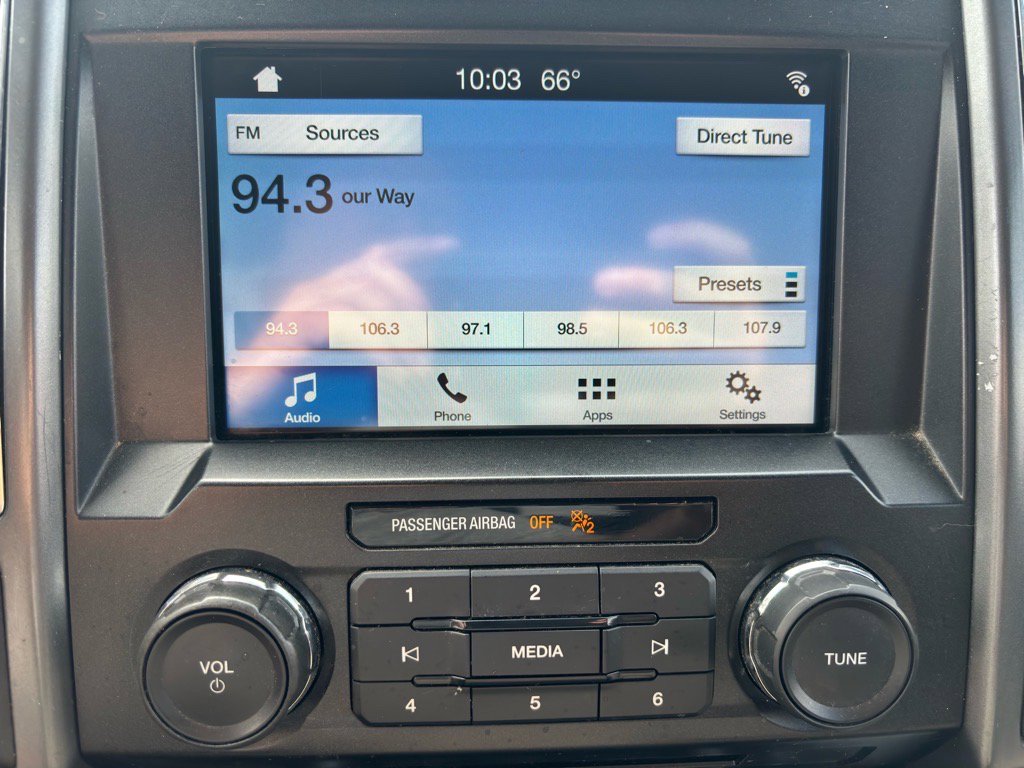 10:03 66°
FM Sources
Direct Tune
94.3 our Way
Presets
94.3 106.3 97.1 98.5 106.3 107.9
Audio Phone Apps Settings
PASSENGER AIRBAG OFF 2
1 2 3
VOL MEDIA TUNE
4 5 6